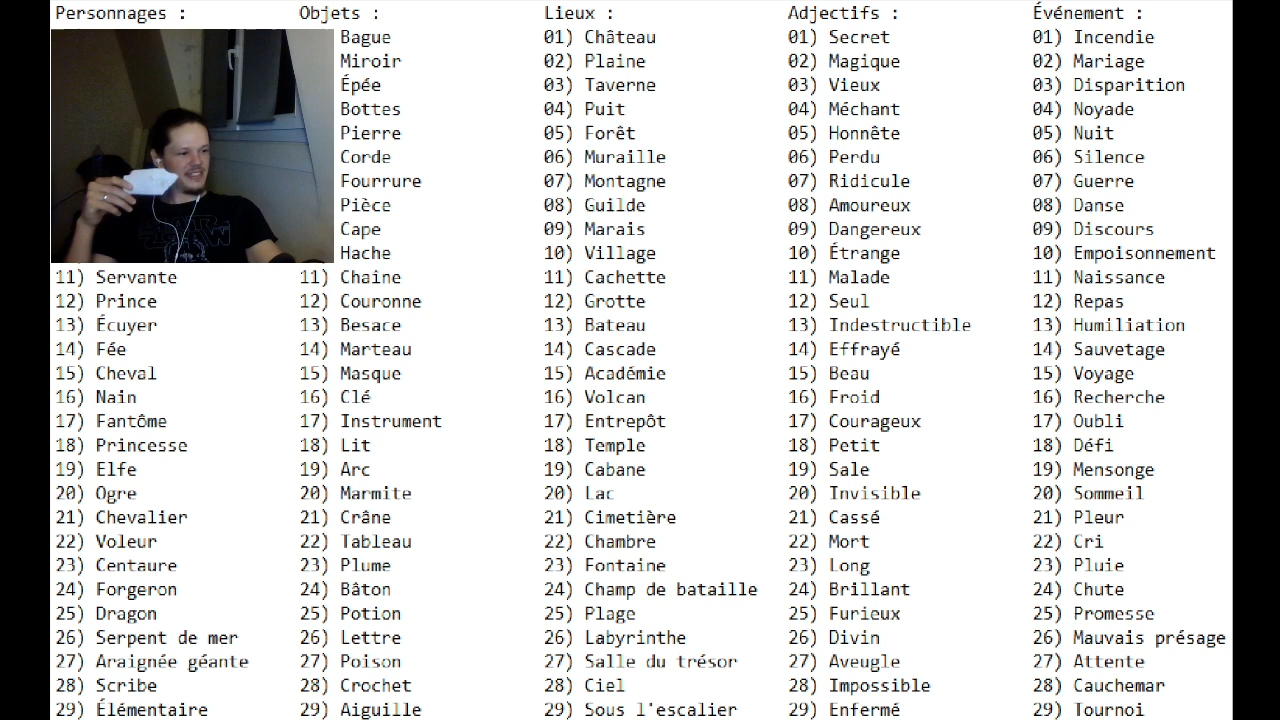 Personnages :
11) Servante
12) Prince
13) Écuyer
14) Fée
15) Cheval
16) Nain
17) Fantôme
18) Princesse
19) Elfe
20) Ogre
21) Chevalier
22) Voleur
23) Centaure
24) Forgeron
25) Dragon
26) Serpent de mer
27) Araignée géante
28) Scribe
29) Élémentaire
Objets :
Bague
Miroir
Épée
Bottes
Pierre
Corde
Fourrure
Pièce
Cape
Hache
11) Chaine
12) Couronne
13) Besace
14) Marteau
15) Masque
16) Clé
17) Instrument
18) Lit
19) Arc
20) Marmite
21) Crâne
22) Tableau
23) Plume
24) Bâton
25) Potion
26) Lettre
27) Poison
28) Crochet
29) Aiguille
Lieux :
01) Château
02) Plaine
03) Taverne
04) Puit
05) Forêt
06) Muraille
07) Montagne
08) Guilde
09) Marais
10) Village
11) Cachette
12) Grotte
13) Bateau
14) Cascade
15) Académie
16) Volcan
17) Entrepôt
18) Temple
19) Cabane
20) Lac
21) Cimetière
22) Chambre
23) Fontaine
24) Champ de bataille
25) Plage
26) Labyrinthe
27) Salle du trésor
28) Ciel
29) Sous l'escalier
Adjectifs :
01) Secret
02) Magique
03) Vieux
04) Méchant
05) Honnête
06) Perdu
07) Ridicule
08) Amoureux
09) Dangereux
10) Étrange
11) Malade
12) Seul
13) Indestructible
14) Effrayé
15) Beau
16) Froid
17) Courageux
18) Petit
19) Sale
20) Invisible
21) Cassé
22) Mort
23) Long
24) Brillant
25) Furieux
26) Divin
27) Aveugle
28) Impossible
29) Enfermé
Événement :
01) Incendie
02) Mariage
03) Disparition
04) Noyade
05) Nuit
06) Silence
07) Guerre
08) Danse
09) Discours
10) Empoisonnement
11) Naissance
12) Repas
13) Humiliation
14) Sauvetage
15) Voyage
16) Recherche
17) Oubli
18) Défi
19) Mensonge
20) Sommeil
21) Pleur
22) Cri
23) Pluie
24) Chute
25) Promesse
26) Mauvais présage
27) Attente
28) Cauchemar
29) Tournoi